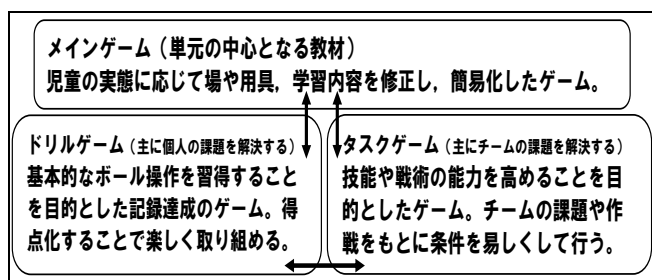 メインゲーム（単元の中心となる教材）
児童の実態に応じて場や用具，学習内容を修正し，簡易化したゲーム。
ドリルゲーム（主に個人の課題を解決する）
基本的なボール操作を習得すること
を目的とした記録達成のゲーム。得
点化することで楽しく取り組める。
タスクゲーム（主にチームの課題を解決する）
技能や戦術の能力を高めることを目
的としたゲーム。チームの課題や作
戦をもとに条件を易しくして行う。